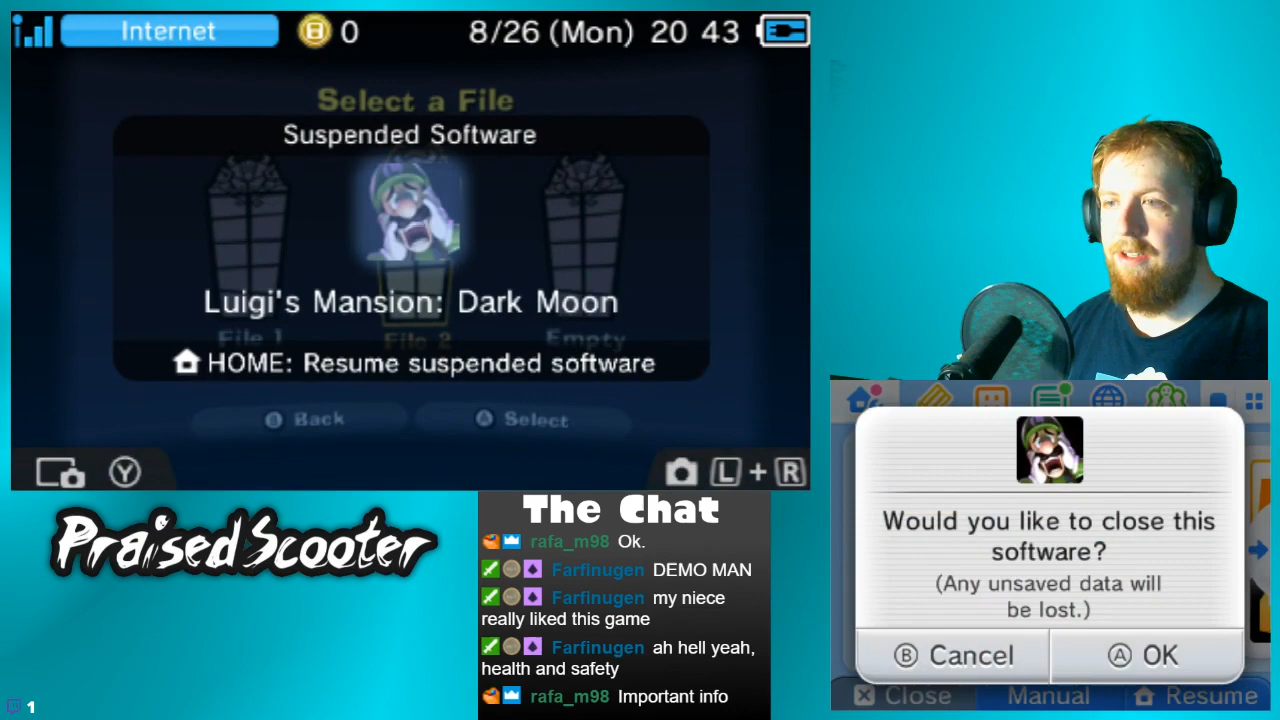 Internet 0 8/26 (Mon) 20 43
Select a File
Suspended Software
Luigi's Mansion: Dark Moon
File 1 File 2 Empty
HOME: Resume suspended software
B Back A Select
Y L + R
PraisedScooter
The Chat
rafa_m98 Ok.
Farfinugen DEMO MAN
Farfinugen my niece
really liked this game
Farfinugen ah hell yeah,
health and safety
rafa_m98 Important info
Would you like to close this
software?
(Any unsaved data will
be lost.)
B Cancel A OK
X Close Manual Resume
1